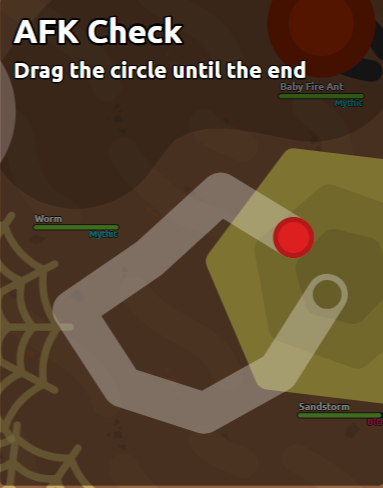 AFK Check
Drag the circle until the end
Baby Fire Ant
Mythic
Worm
Mythic
Sandstorm